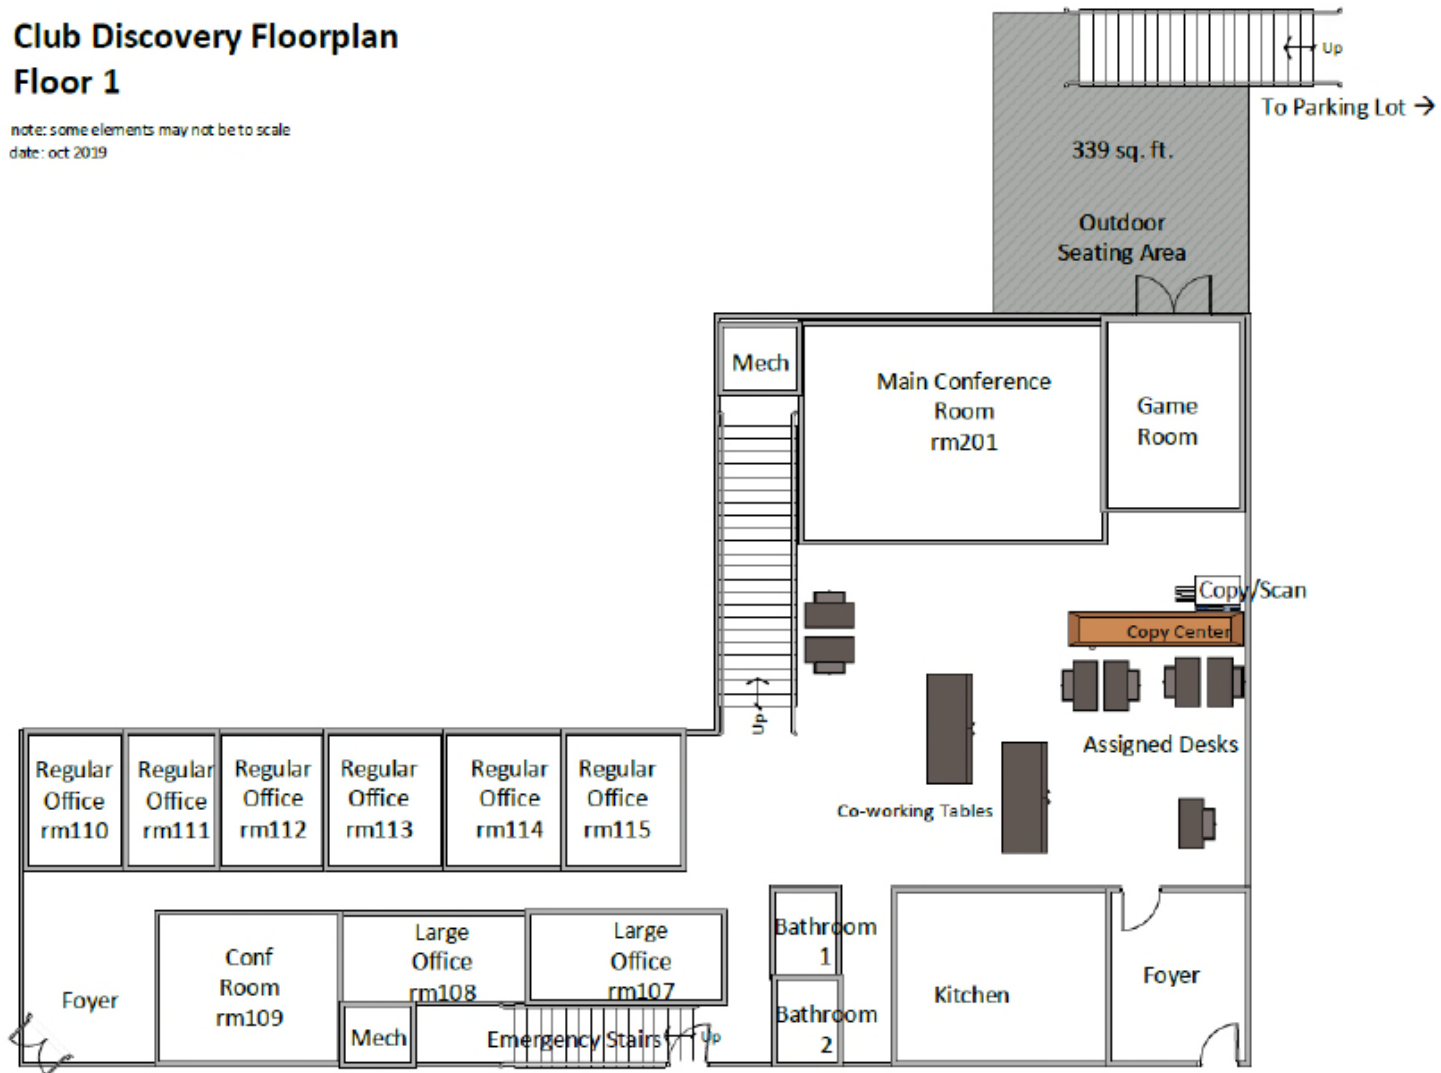 Club Discovery Floorplan
Floor 1
note: some elements may not be to scale
date: oct 2019
Up
To Parking Lot →
339 sq. ft.
Outdoor
Seating Area
Mech
Main Conference
Room
rm201
Game
Room
Copy/Scan
Copy Center
Up
Assigned Desks
Co-working Tables
Regular
Office
rm110
Regular
Office
rm111
Regular
Office
rm112
Regular
Office
rm113
Regular
Office
rm114
Regular
Office
rm115
Foyer
Conf
Room
rm109
Large
Office
rm108
Large
Office
rm107
Mech
Emergency Stairs
Up
Bathroom
1
Bathroom
2
Kitchen
Foyer